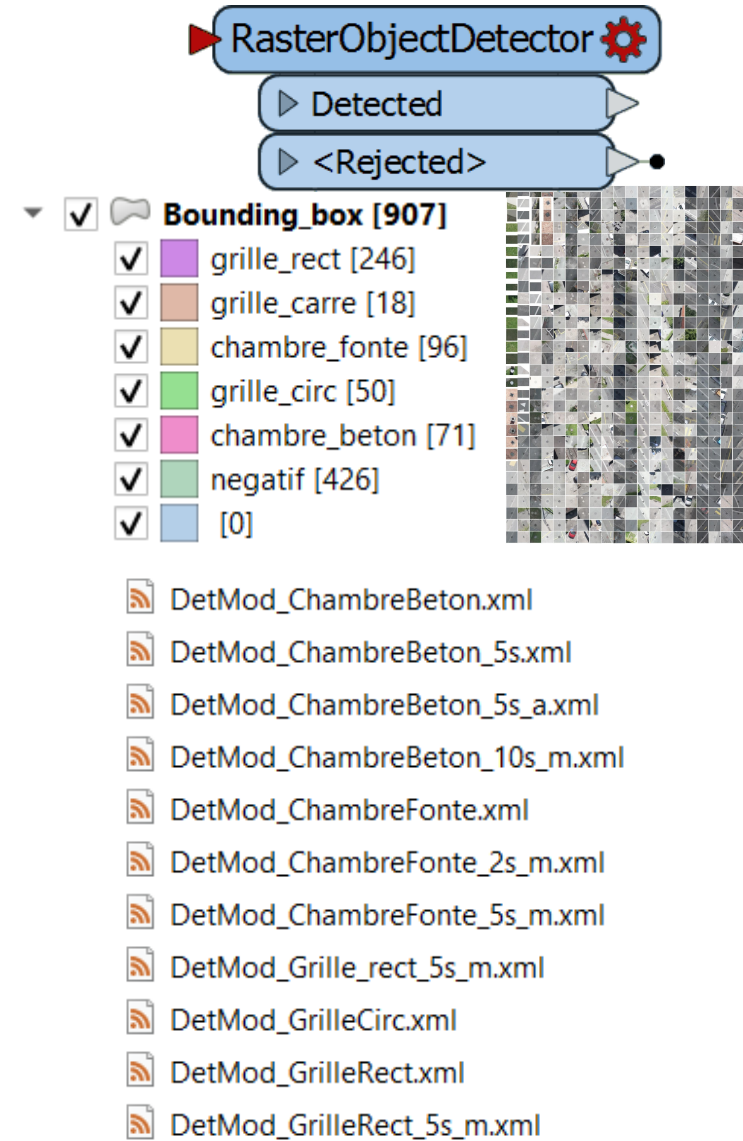 RasterObjectDetector
Detected
<Rejected>
Bounding_box [907]
grille_rect [246]
grille_carre [18]
chambre_fonte [96]
grille_circ [50]
chambre_beton [71]
negatif [426]
[0]
DetMod_ChambreBeton.xml
DetMod_ChambreBeton_5s.xml
DetMod_ChambreBeton_5s_a.xml
DetMod_ChambreBeton_10s_m.xml
DetMod_ChambreFonte.xml
DetMod_ChambreFonte_2s_m.xml
DetMod_ChambreFonte_5s_m.xml
DetMod_Grille_rect_5s_m.xml
DetMod_GrilleCirc.xml
DetMod_GrilleRect.xml
DetMod_GrilleRect_5s_m.xml